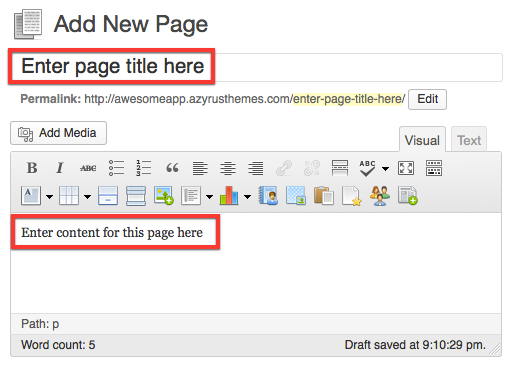 Add New Page
Enter page title here
Permalink: http://awesomeapp.azyrusthemes.com/enter-page-title-here/ Edit
Add Media
Visual Text
B I ABC ABC
A
Enter content for this page here
Path: p
Word count: 5 Draft saved at 9:10:29 pm.